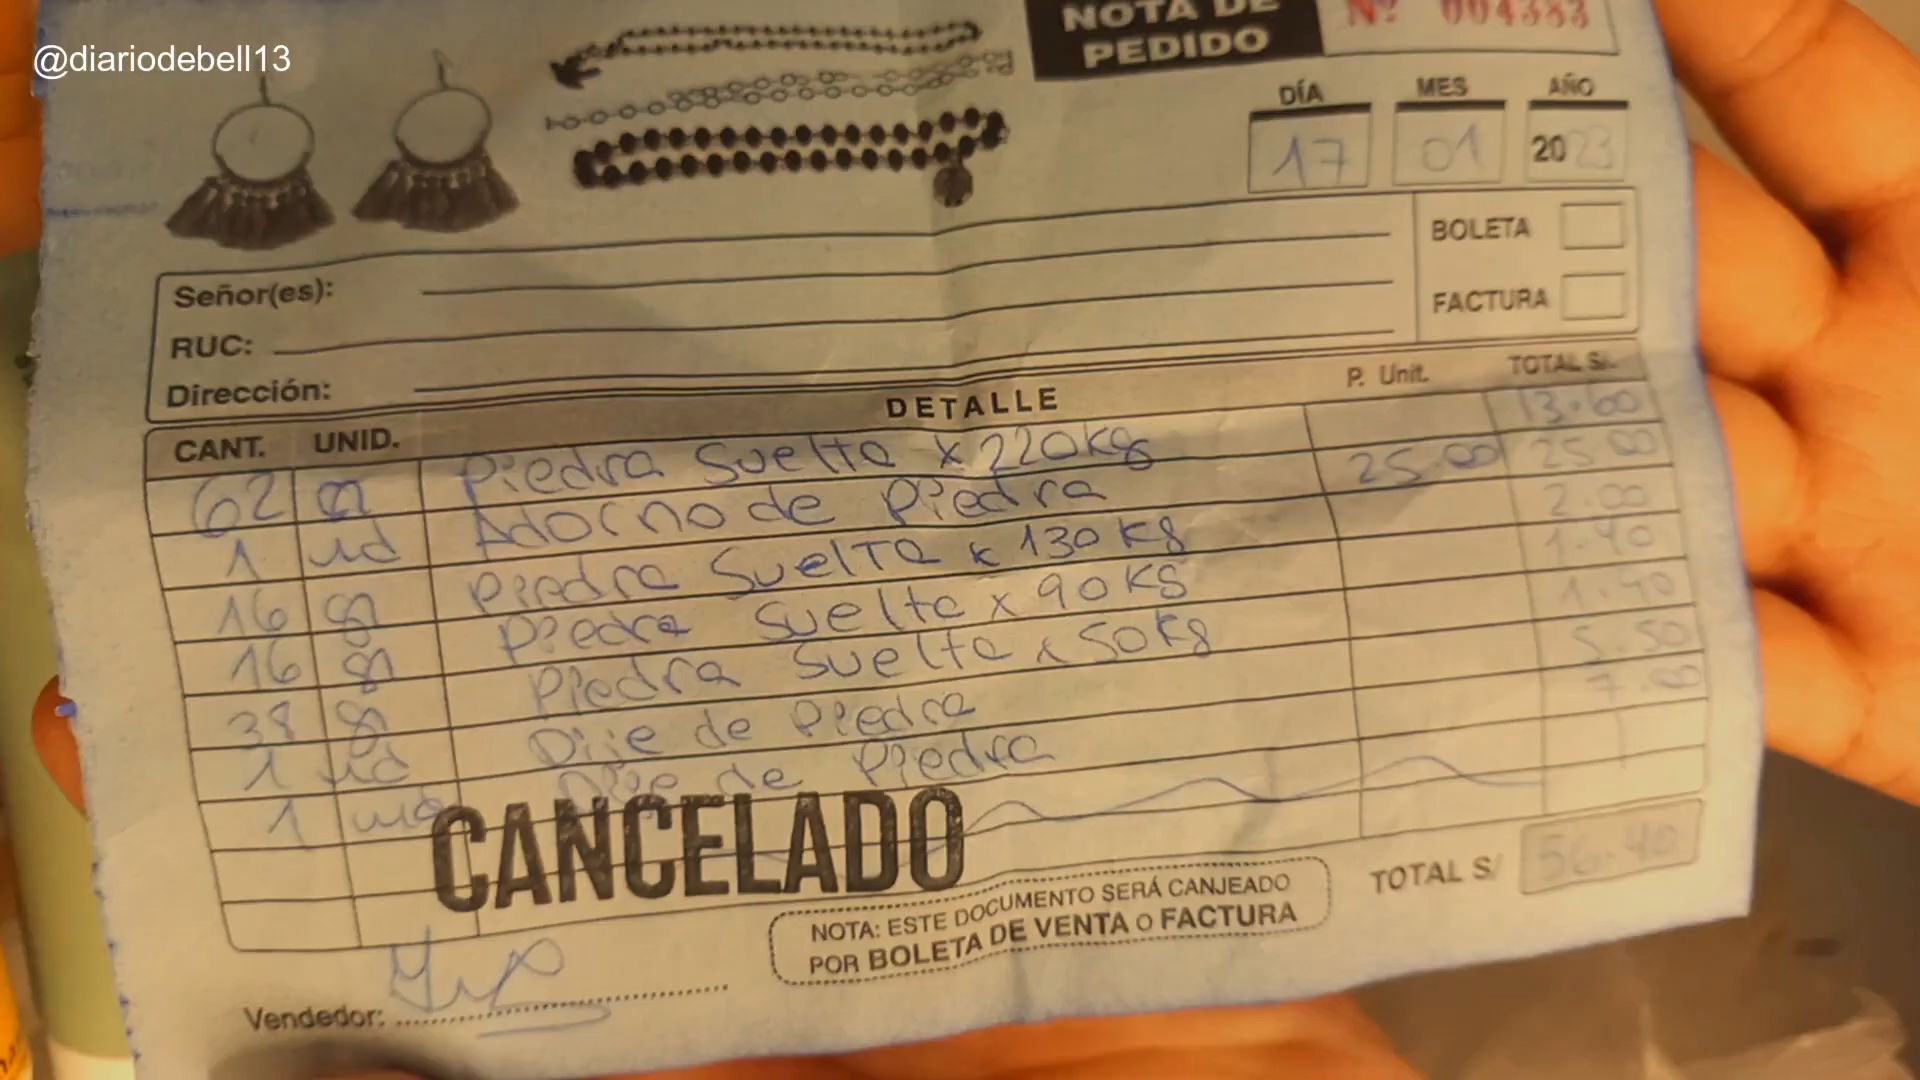 @diariodebell13
NOTA DE
PEDIDO
Nº 004383
DÍA MES AÑO
17 01 2023
BOLETA
FACTURA
Señor(es):
RUC:
Dirección:
CANT. UNID. DETALLE P. Unit. TOTAL S/.
62 g Piedra Suelta x 220 kg 13.60
1 ud Adorno de Piedra 25.00 25.00
16 g Piedra Suelta x 130 Kg 2.00
16 g Piedra Suelta x 90 KG 1.40
38 g Piedra Suelta x 50 Kg 1.90
1 ud Dije de Piedra 5.50
1 ud Dije de Piedra 7.00
CANCELADO
TOTAL S/ 56.40
NOTA: ESTE DOCUMENTO SERÁ CANJEADO
POR BOLETA DE VENTA O FACTURA
Vendedor: